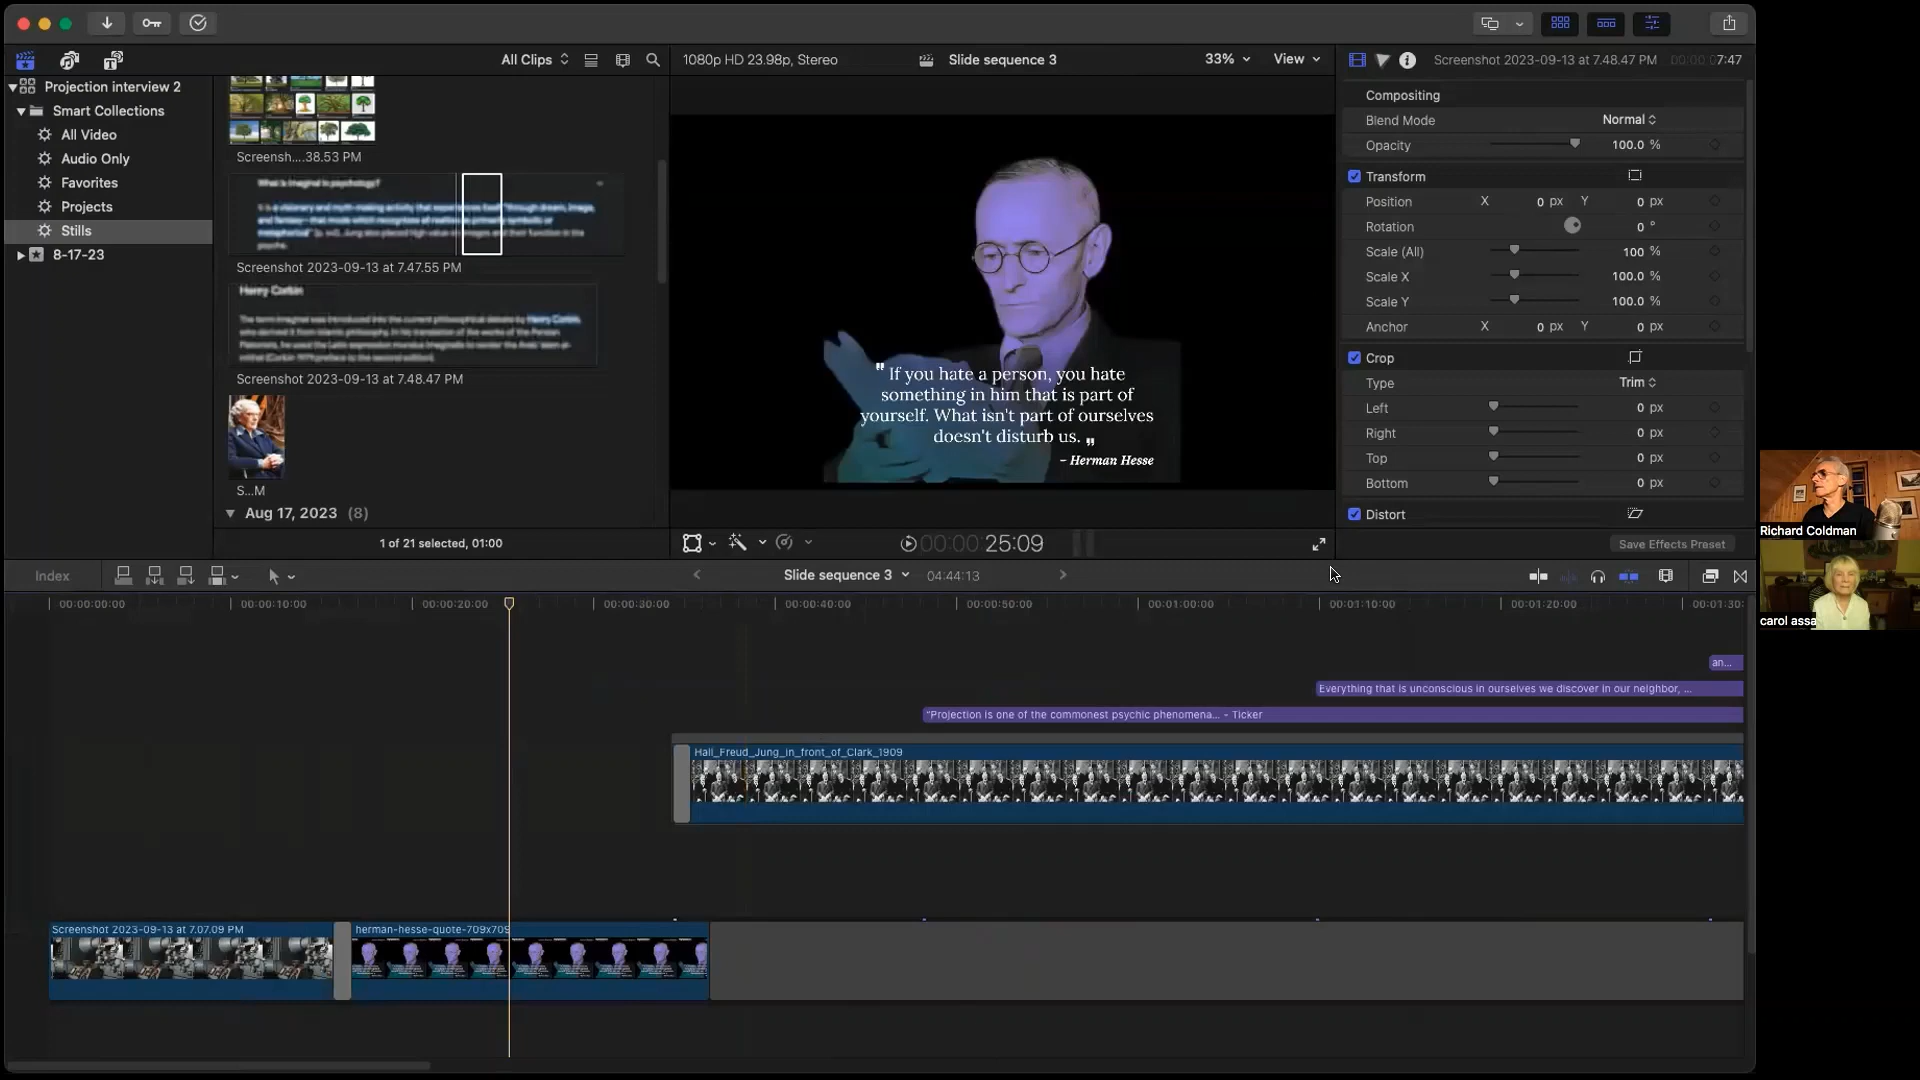 All Clips
1080p HD 23.98p, Stereo
Slide sequence 3
33%
View
Screenshot 2023-09-13 at 7.48.47 PM
00:00:07:47
Projection interview 2
Smart Collections
All Video
Audio Only
Favorites
Projects
Stills
8-17-23
Screensh....38.53 PM
What is imaginal in psychology?
Screenshot 2023-09-13 at 7.47.55 PM
Henry Corbin
Screenshot 2023-09-13 at 7.48.47 PM
S...M
Aug 17, 2023 (8)
1 of 21 selected, 01:00
" If you hate a person, you hate
something in him that is part of
yourself. What isn't part of ourselves
doesn't disturb us. "
– Herman Hesse
00:00:25:09
Compositing
Blend Mode
Normal
Opacity
100.0 %
Transform
Position X 0 px Y 0 px
Rotation 0 °
Scale (All) 100 %
Scale X 100.0 %
Scale Y 100.0 %
Anchor X 0 px Y 0 px
Crop
Type Trim
Left 0 px
Right 0 px
Top 0 px
Bottom 0 px
Distort
Save Effects Preset
Richard Coldman
carol assa
Index
Slide sequence 3
04:44:13
00:00:00:00
00:00:10:00
00:00:20:00
00:00:30:00
00:00:40:00
00:00:50:00
00:01:00:00
00:01:10:00
00:01:20:00
00:01:30:
an...
Everything that is unconscious in ourselves we discover in our neighbor, ...
"Projection is one of the commonest psychic phenomena... - Ticker
Hall_Freud_Jung_in_front_of_Clark_1909
Screenshot 2023-09-13 at 7.07.09 PM
herman-hesse-quote-709x709